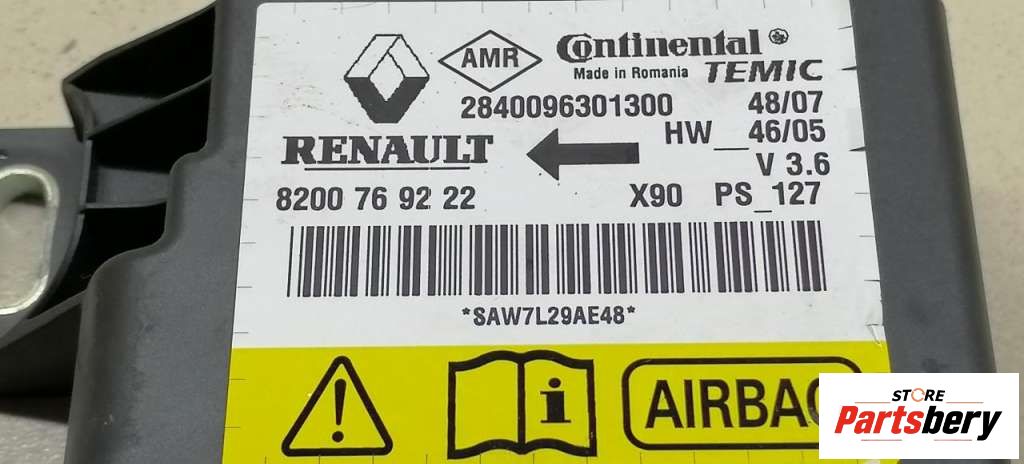 AMR Continental
Made in Romania TEMIC
2840096301300 48/07
HW__46/05
RENAULT
V 3.6
8200 76 92 22 X90 PS_127
*SAW7L29AE48*
i AIRBAG
STORE
Partsbery